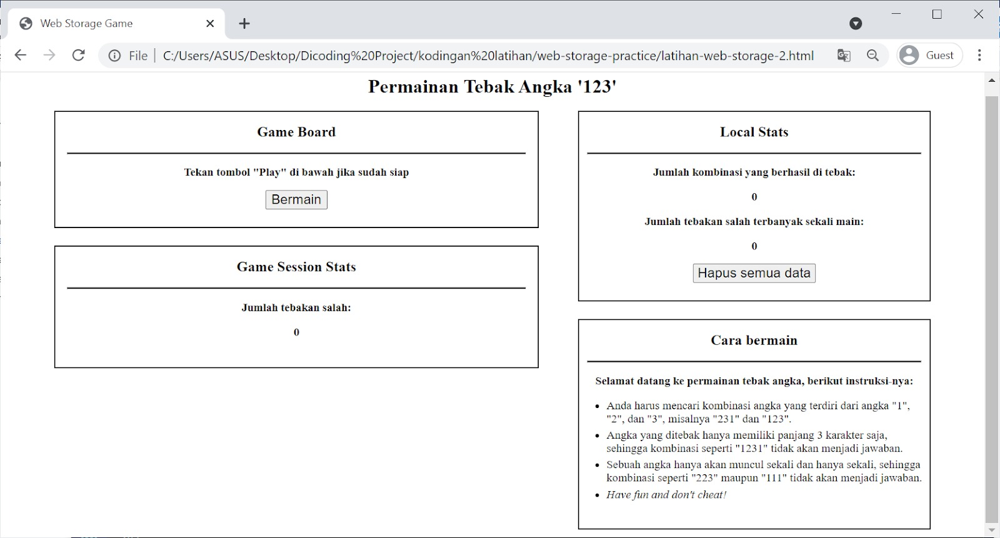 Web Storage Game
File
C:/Users/ASUS/Desktop/Dicoding%20Project/kodingan%20latihan/web-storage-practice/latihan-web-storage-2.html
Guest
Permainan Tebak Angka '123'
Game Board
Tekan tombol "Play" di bawah jika sudah siap
Bermain
Game Session Stats
Jumlah tebakan salah:
0
Local Stats
Jumlah kombinasi yang berhasil di tebak:
0
Jumlah tebakan salah terbanyak sekali main:
0
Hapus semua data
Cara bermain
Selamat datang ke permainan tebak angka, berikut instruksi-nya:
Anda harus mencari kombinasi angka yang terdiri dari angka "1",
"2", dan "3", misalnya "231" dan "123".
Angka yang ditebak hanya memiliki panjang 3 karakter saja,
sehingga kombinasi seperti "1231" tidak akan menjadi jawaban.
Sebuah angka hanya akan muncul sekali dan hanya sekali, sehingga
kombinasi seperti "223" maupun "111" tidak akan menjadi jawaban.
Have fun and don't cheat!